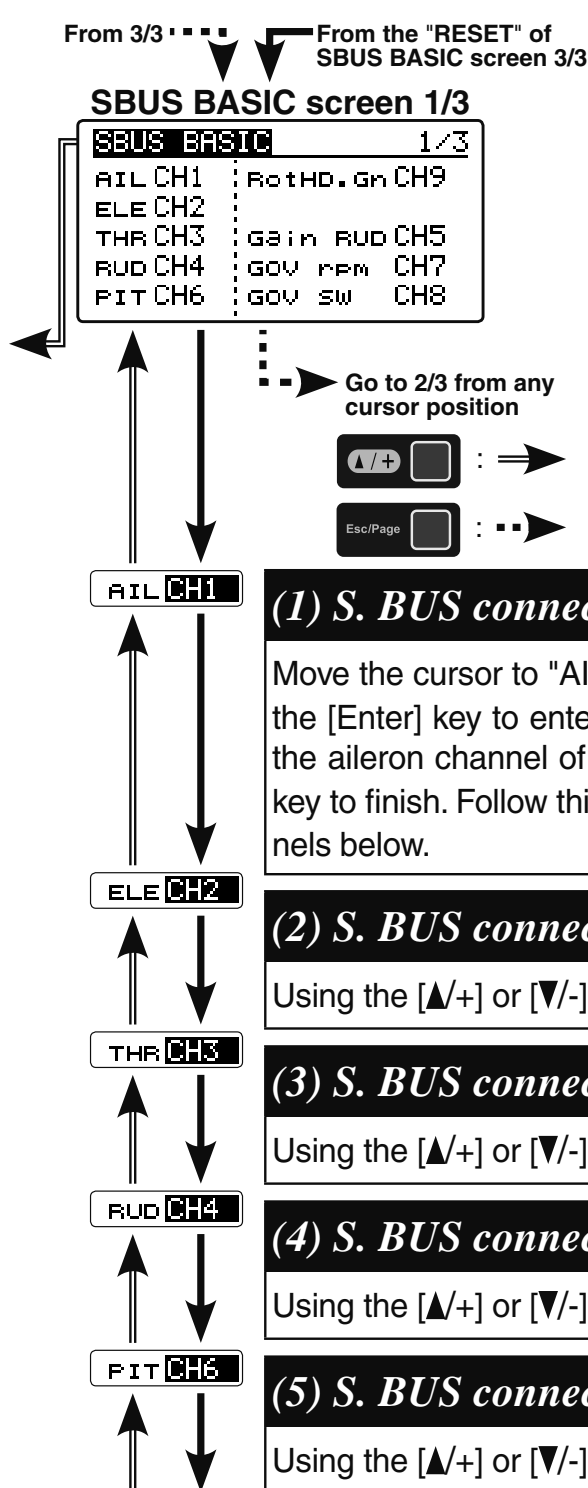 From 3/3
From the "RESET" of
SBUS BASIC screen 3/3
SBUS BASIC screen 1/3
SBUS BASIC 1/3
AIL CH1 RotHD.Gn CH9
ELE CH2
THR CH3 Gain RUD CH5
RUD CH4 GOV rpm CH7
PIT CH6 GOV SW CH8
Go to 2/3 from any
cursor position
▲/+ :
Esc/Page :
AIL CH1
(1) S. BUS connec
Move the cursor to "AI
the [Enter] key to ente
the aileron channel of
key to finish. Follow thi
nels below.
ELE CH2
(2) S. BUS connec
Using the [▲/+] or [▼/-]
THR CH3
(3) S. BUS connec
Using the [▲/+] or [▼/-]
RUD CH4
(4) S. BUS connec
Using the [▲/+] or [▼/-]
PIT CH6
(5) S. BUS connec
Using the [▲/+] or [▼/-]